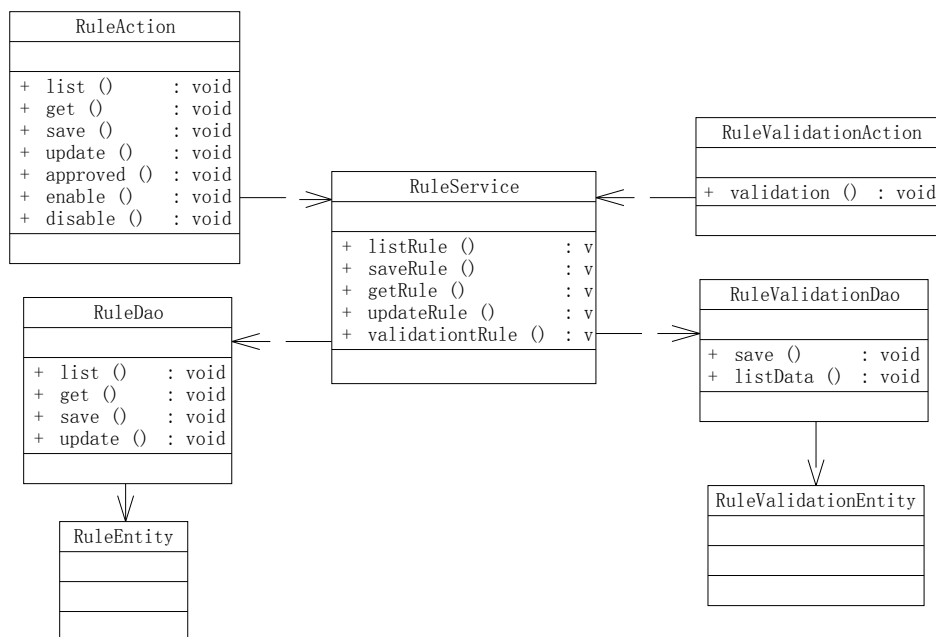 RuleAction
+ list () : void
+ get () : void
+ save () : void
+ update () : void
+ approved () : void
+ enable () : void
+ disable () : void
RuleService
+ listRule () : v
+ saveRule () : v
+ getRule () : v
+ updateRule () : v
+ validationtRule () : v
RuleValidationAction
+ validation () : void
RuleDao
+ list () : void
+ get () : void
+ save () : void
+ update () : void
RuleValidationDao
+ save () : void
+ listData () : void
RuleEntity
RuleValidationEntity